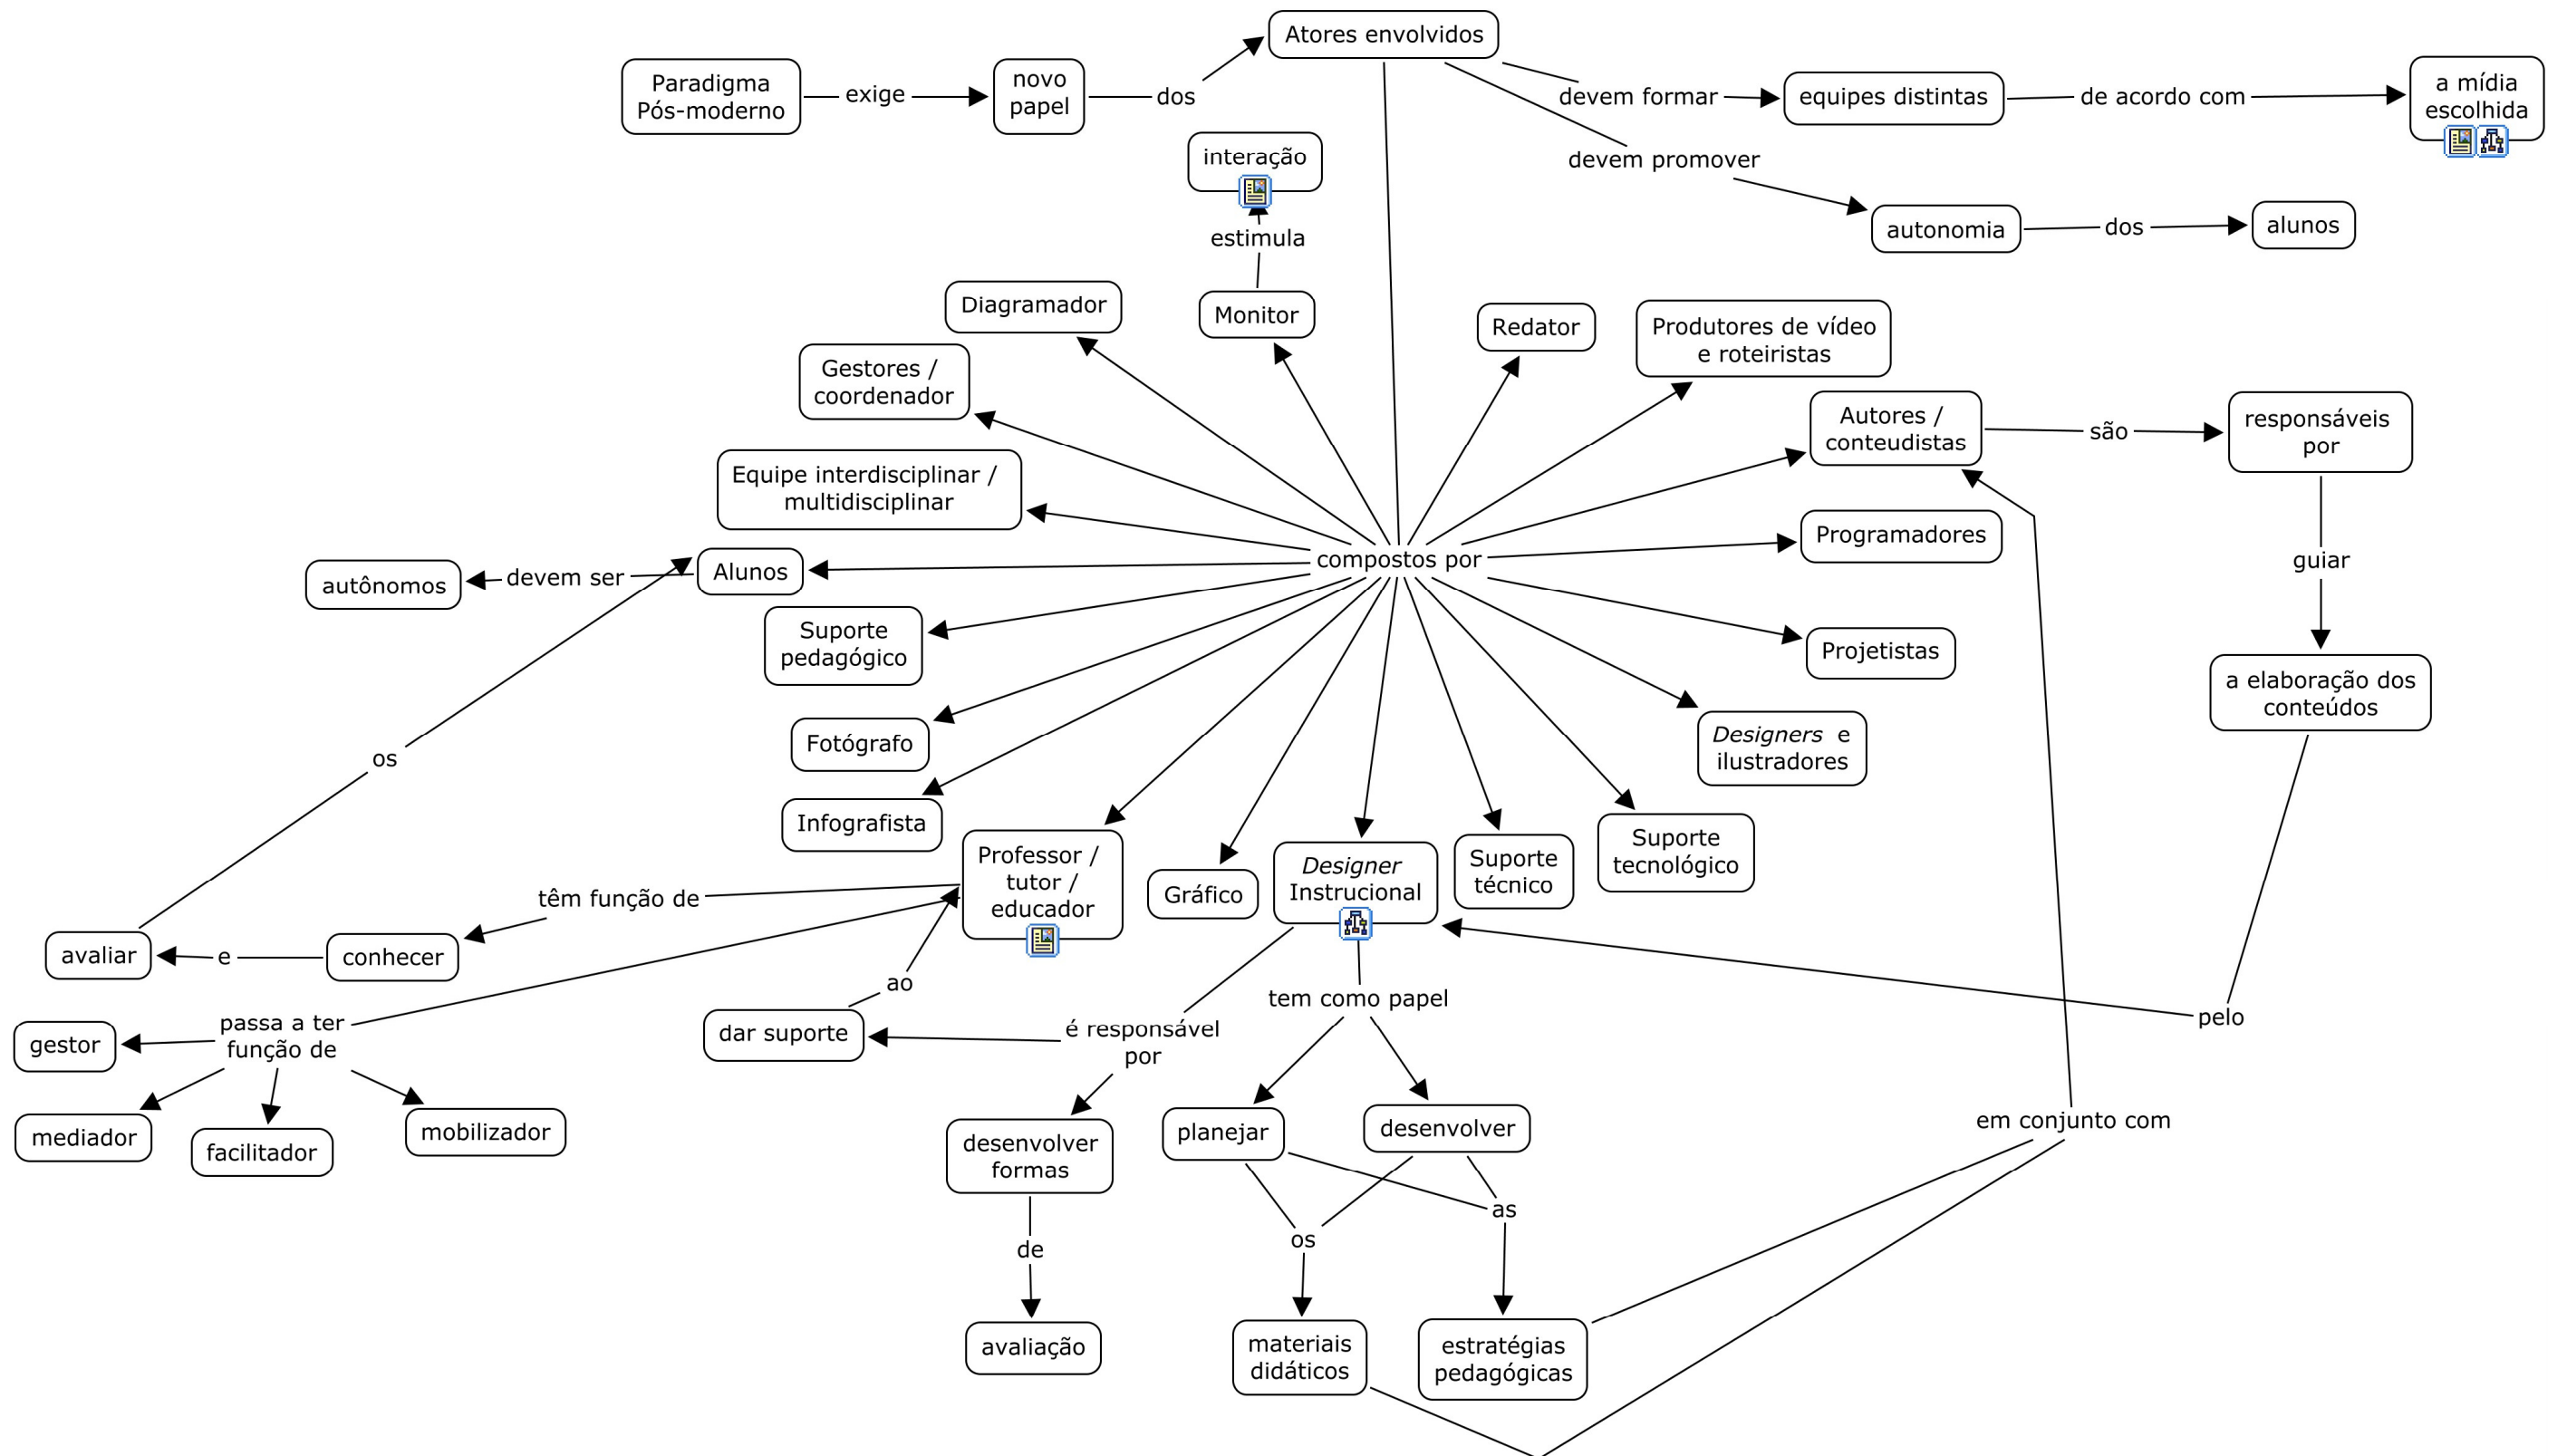 Atores envolvidos
Paradigma
Pós-moderno
exige
novo
papel
dos
devem formar
equipes distintas
de acordo com
a mídia
escolhida
interação
devem promover
estimula
autonomia
dos
alunos
Diagramador
Monitor
Redator
Produtores de vídeo
e roteiristas
Gestores /
coordenador
Autores /
conteudistas
são
responsáveis
por
Equipe interdisciplinar /
multidisciplinar
Programadores
compostos por
guiar
autônomos
devem ser
Alunos
Suporte
pedagógico
Projetistas
a elaboração dos
conteúdos
Fotógrafo
Designers e
ilustradores
os
Infografista
Professor /
tutor /
educador
Gráfico
Designer
Instrucional
Suporte
técnico
Suporte
tecnológico
têm função de
avaliar
e
conhecer
ao
tem como papel
pelo
gestor
passa a ter
função de
dar suporte
é responsável
por
mediador
facilitador
mobilizador
desenvolver
formas
planejar
desenvolver
em conjunto com
as
os
de
avaliação
materiais
didáticos
estratégias
pedagógicas